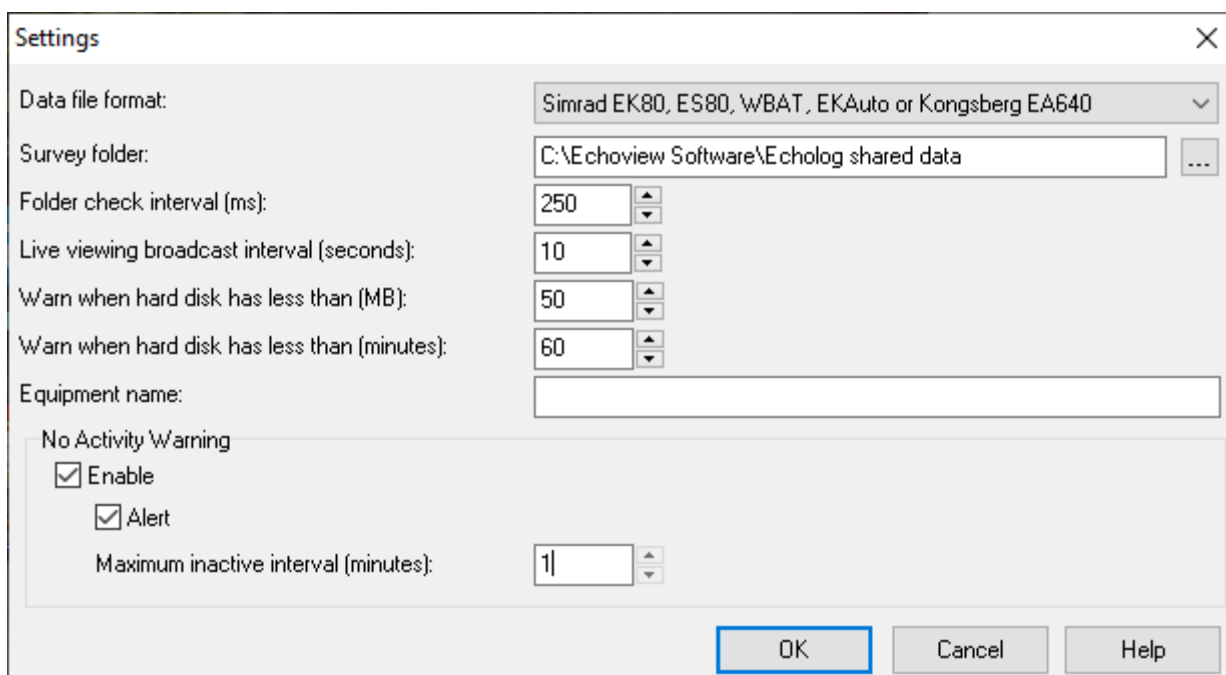 Settings
Data file format: Simrad EK80, ES80, WBAT, EKAuto or Kongsberg EA640
Survey folder: C:\Echoview Software\Echolog shared data ...
Folder check interval (ms): 250
Live viewing broadcast interval (seconds): 10
Warn when hard disk has less than (MB): 50
Warn when hard disk has less than (minutes): 60
Equipment name:
No Activity Warning
Enable
Alert
Maximum inactive interval (minutes): 1
OK Cancel Help